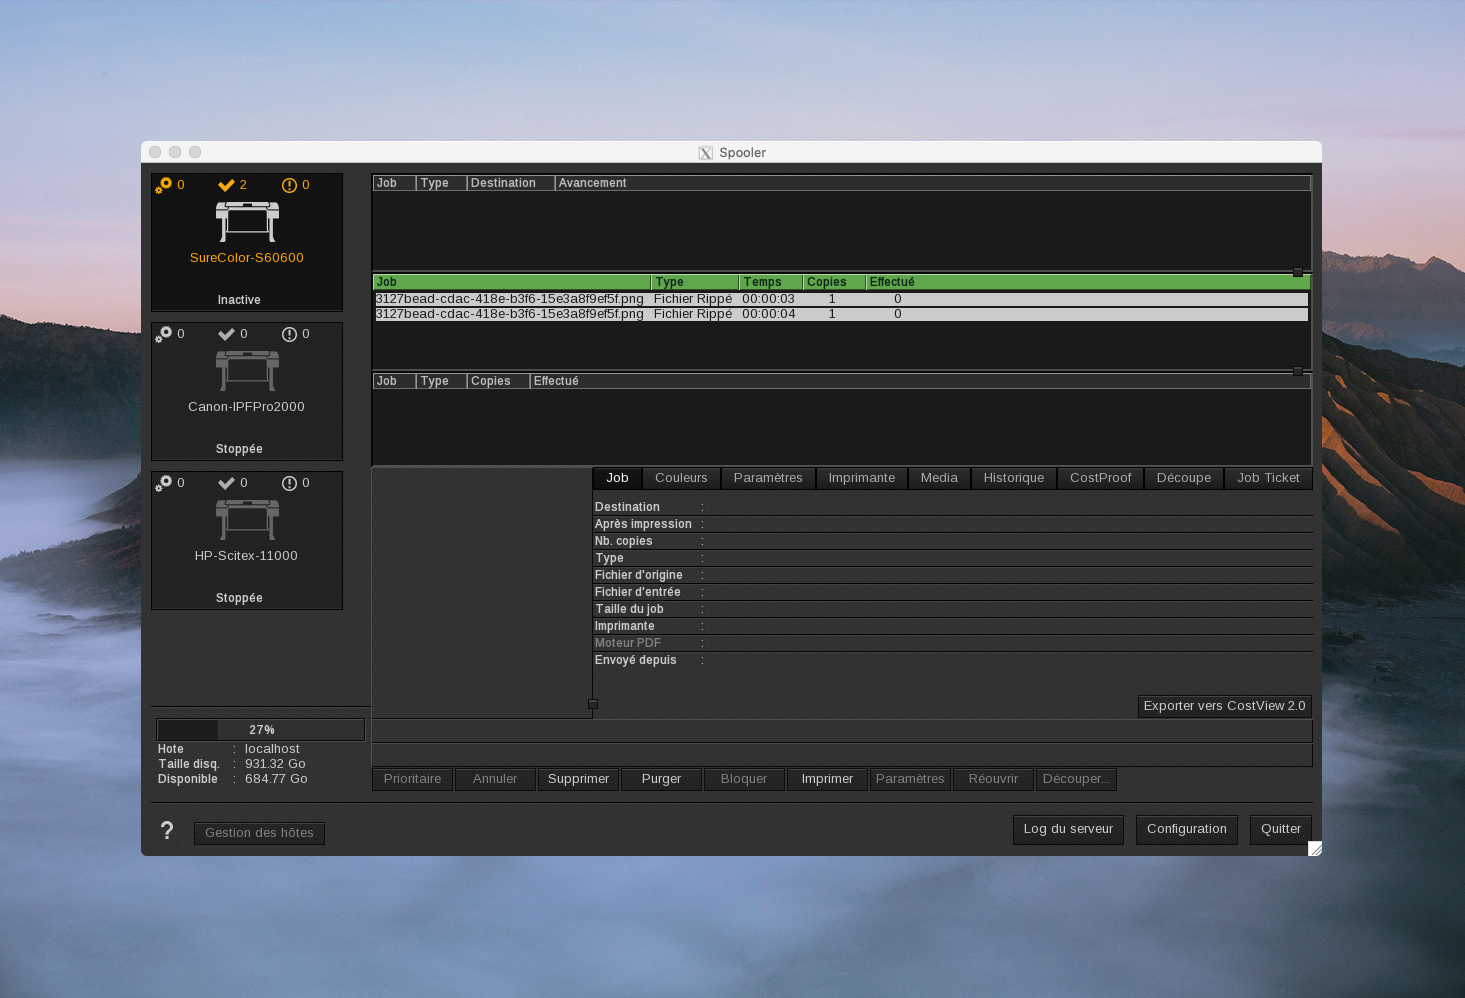 Spooler
0 2 0
SureColor-S60600
Inactive
0 0 0
Canon-IPFPro2000
Stoppée
0 0 0
HP-Scitex-11000
Stoppée
27%
Hote : localhost
Taille disq. : 931.32 Go
Disponible : 684.77 Go
Job Type Destination Avancement
Job Type Temps Copies Effectué
3127bead-cdac-418e-b3f6-15e3a8f9ef5f.png Fichier Rippé 00:00:03 1 0
3127bead-cdac-418e-b3f6-15e3a8f9ef5f.png Fichier Rippé 00:00:04 1 0
Job Type Copies Effectué
Job Couleurs Paramètres Imprimante Media Historique CostProof Découpe Job Ticket
Destination :
Après impression :
Nb. copies :
Type :
Fichier d'origine :
Fichier d'entrée :
Taille du job :
Imprimante :
Moteur PDF :
Envoyé depuis :
Exporter vers CostView 2.0
Prioritaire Annuler Supprimer Purger Bloquer Imprimer Paramètres Réouvrir Découper...
? Gestion des hôtes Log du serveur Configuration Quitter